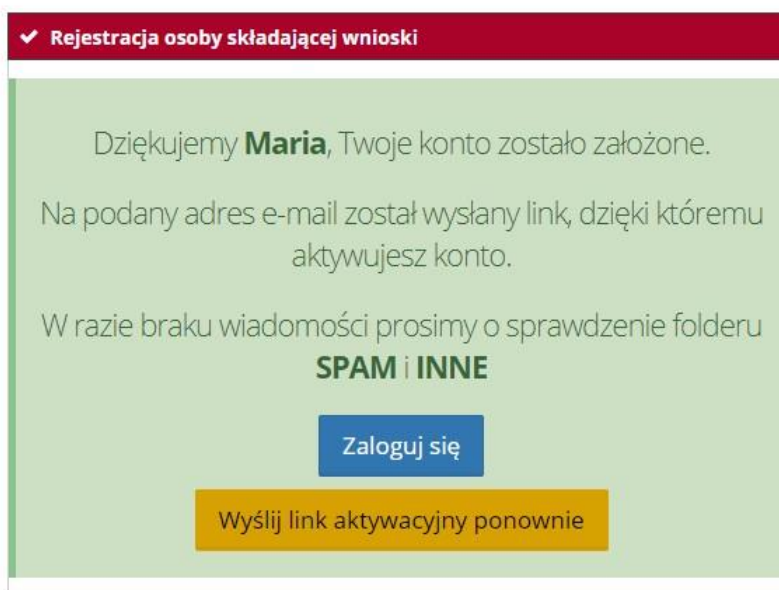 Rejestracja osoby składającej wnioski
Dziękujemy Maria, Twoje konto zostało założone.
Na podany adres e-mail został wysłany link, dzięki któremu
aktywujesz konto.
W razie braku wiadomości prosimy o sprawdzenie folderu
SPAM i INNE
Zaloguj się
Wyślij link aktywacyjny ponownie